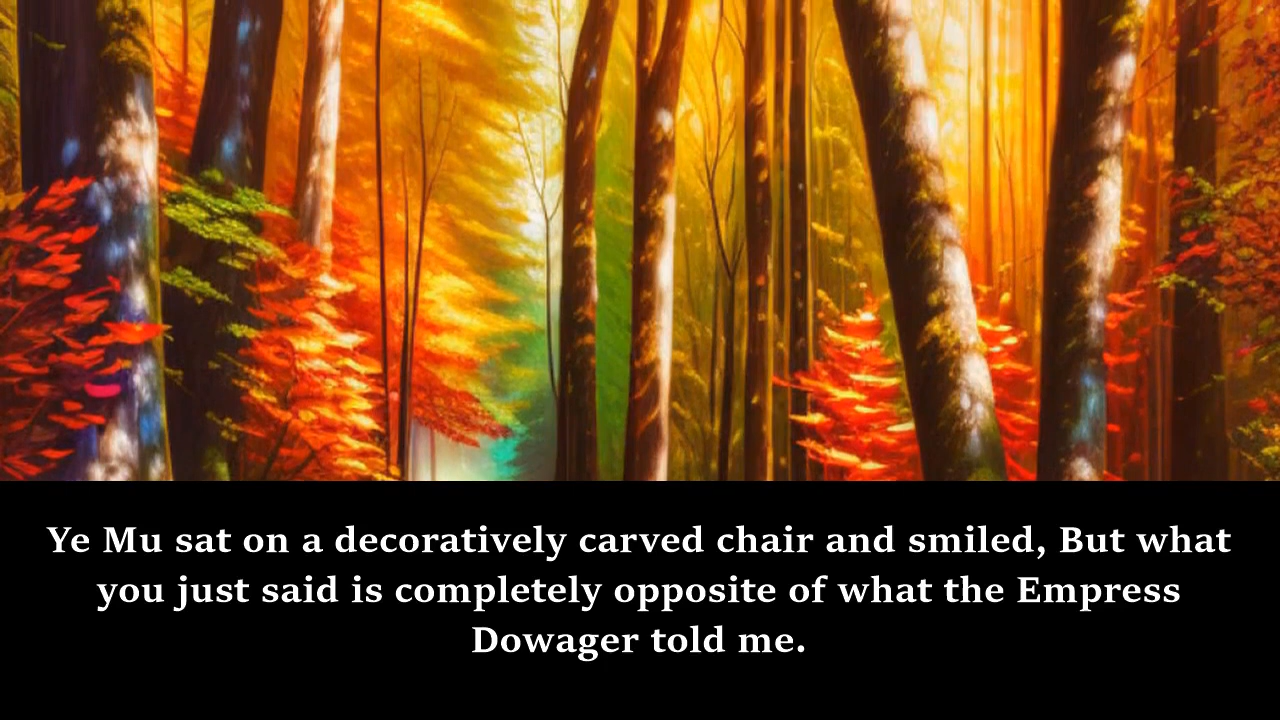 Ye Mu sat on a decoratively carved chair and smiled, But what
you just said is completely opposite of what the Empress
Dowager told me.